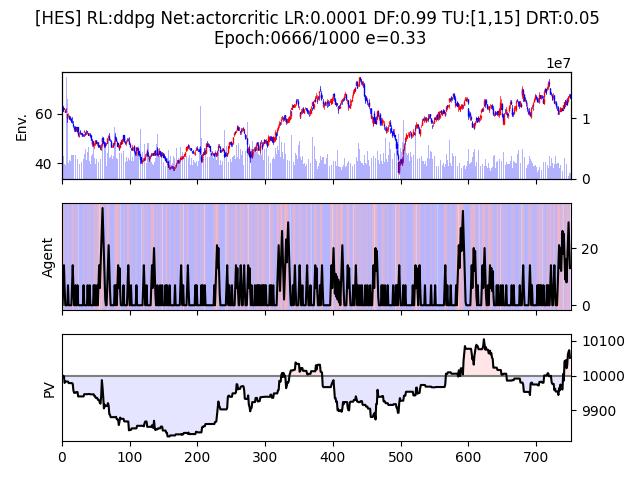 [HES] RL:ddpg Net:actorcritic LR:0.0001 DF:0.99 TU:[1,15] DRT:0.05
Epoch:0666/1000 e=0.33
1e7
Env.
60
40
1
0
Agent
20
0
PV
10100
10000
9900
0 100 200 300 400 500 600 700